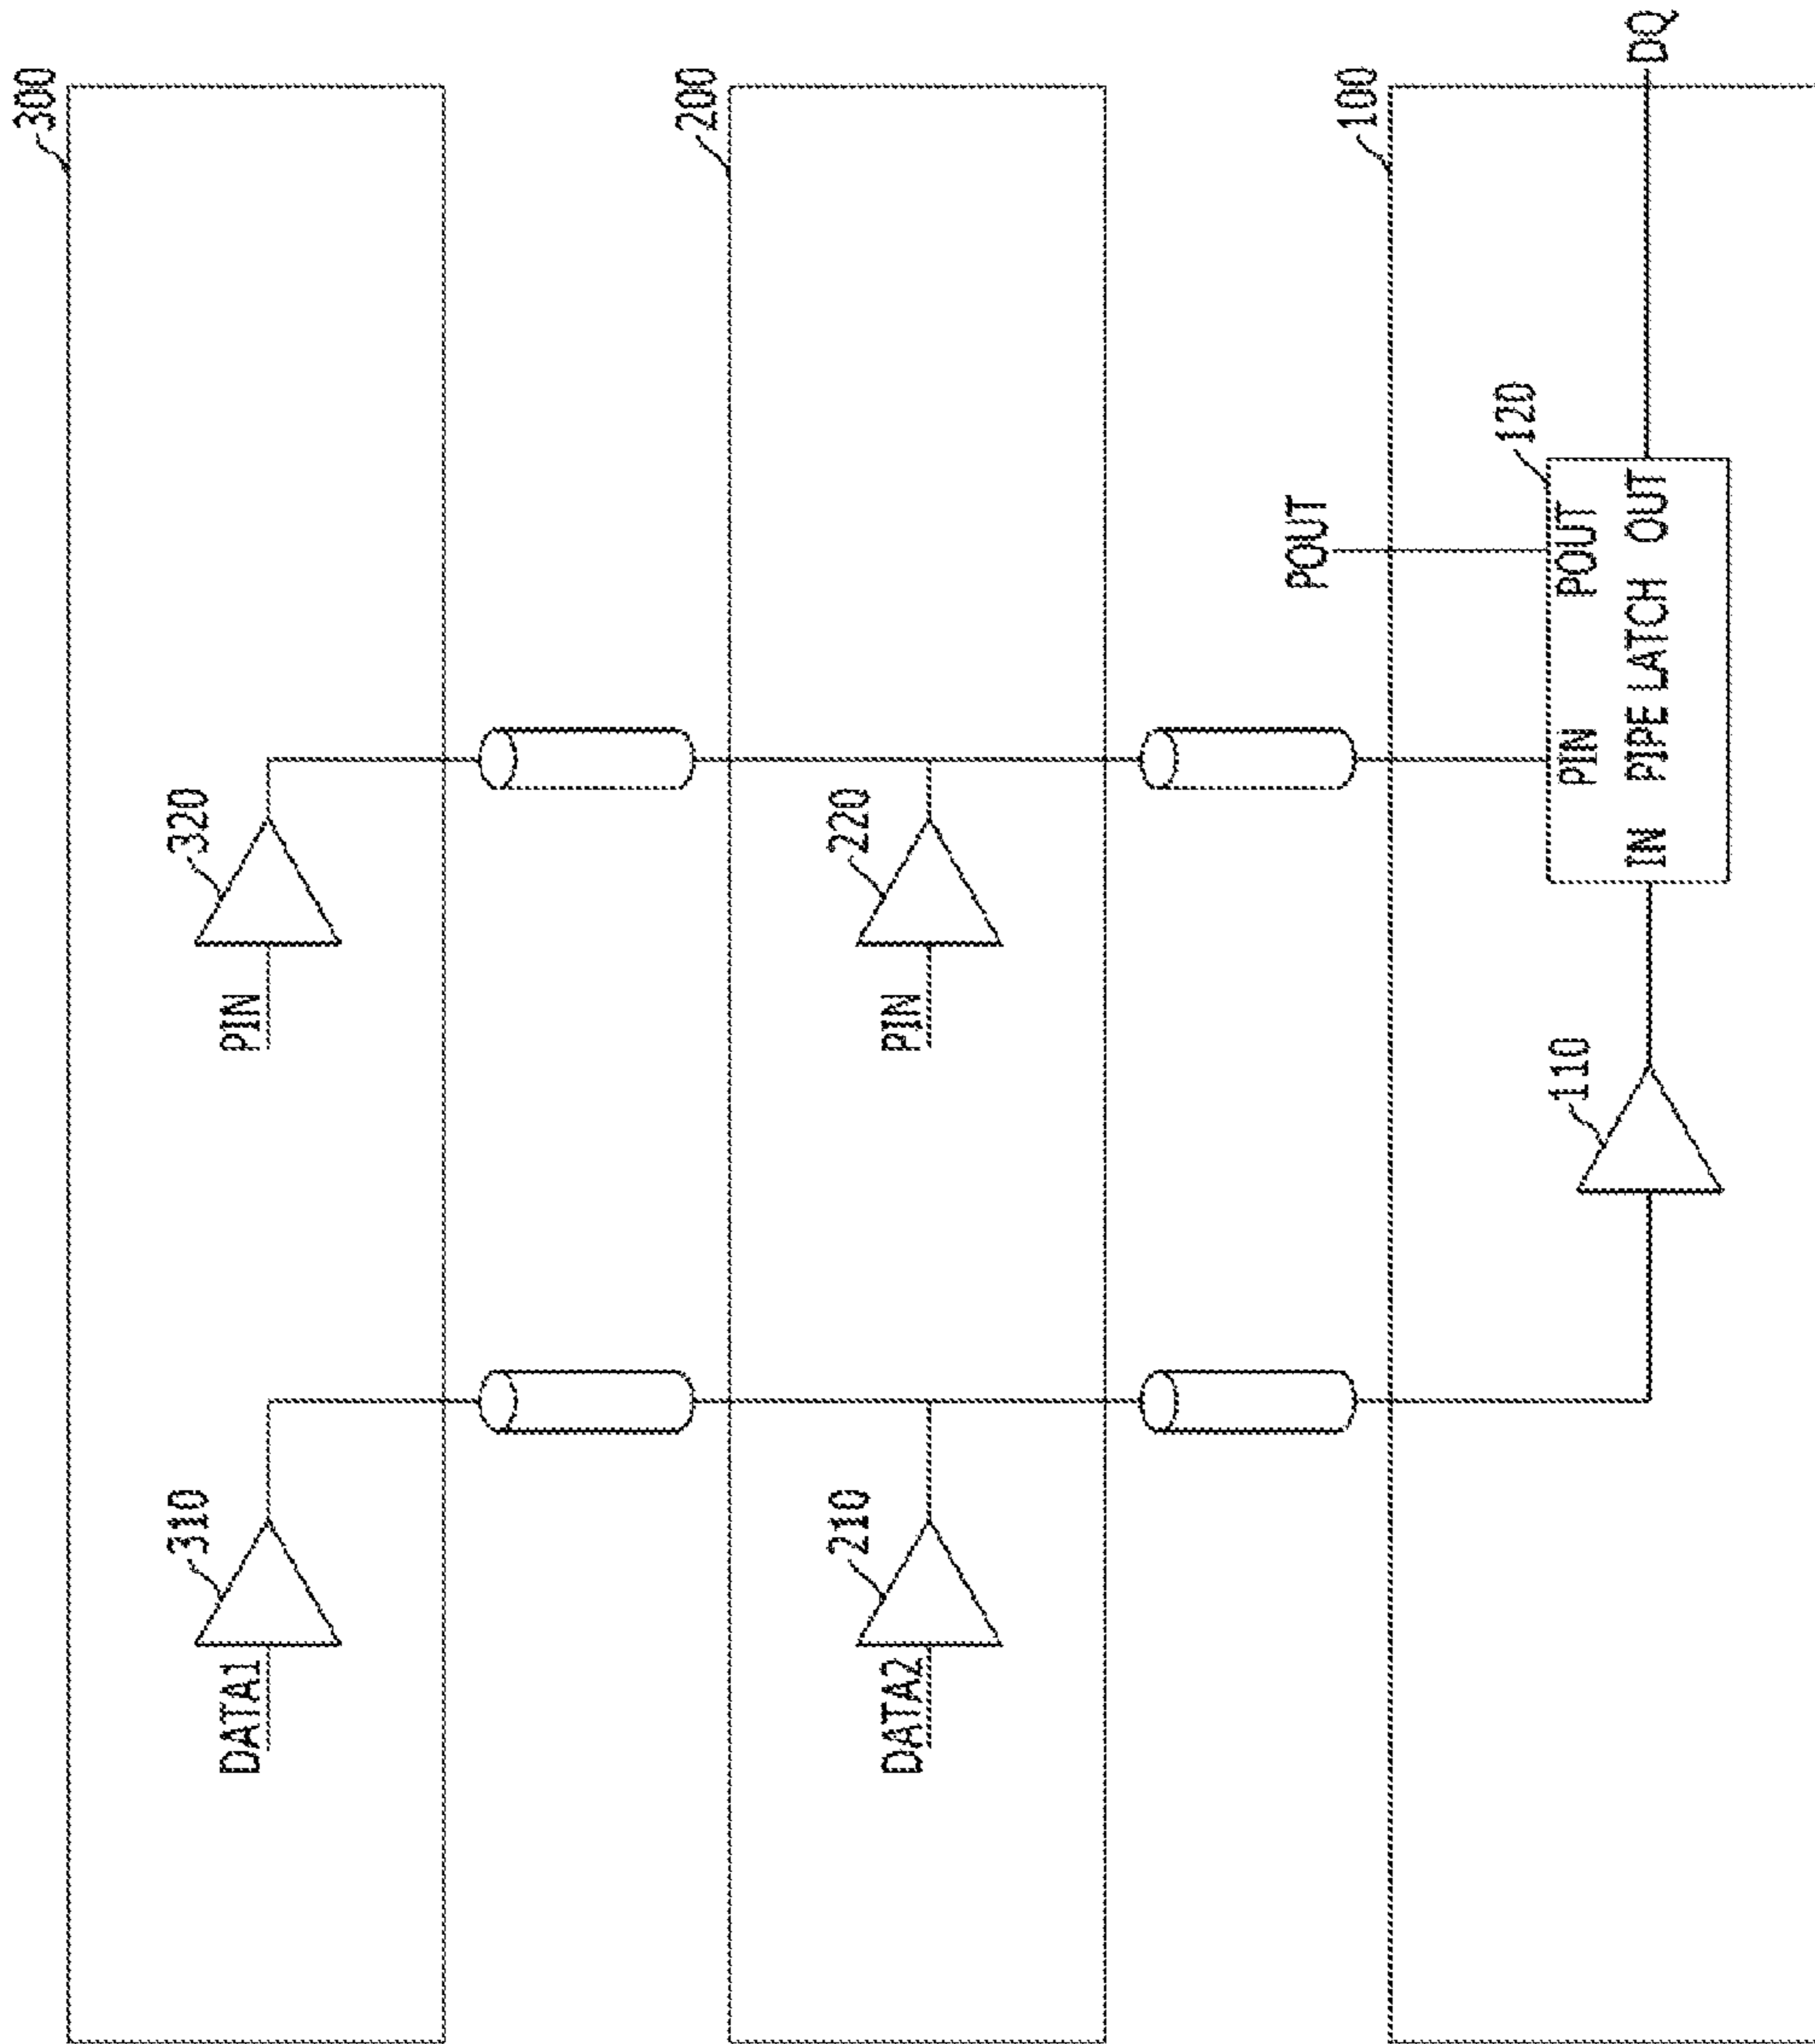 300
320
PIN
310
DATA1
200
220
PIN
210
DATA2
100
DQ
POUT
120
PIN POUT
IN PIPE LATCH OUT
110